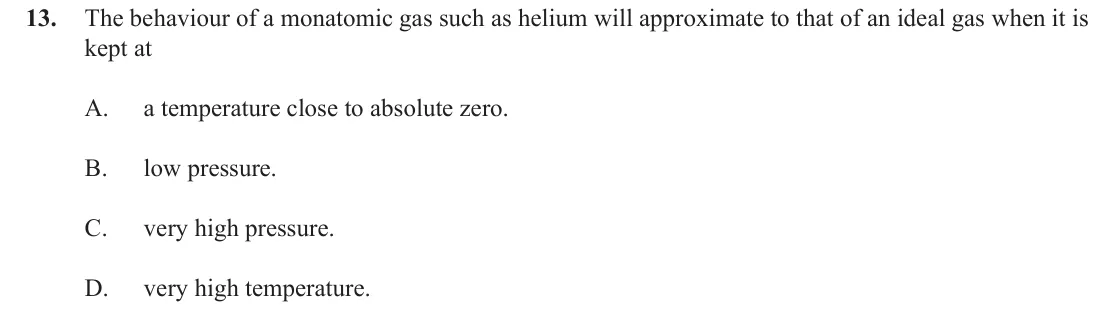 13. The behaviour of a monatomic gas such as helium will approximate to that of an ideal gas when it is
kept at
A. a temperature close to absolute zero.
B. low pressure.
C. very high pressure.
D. very high temperature.